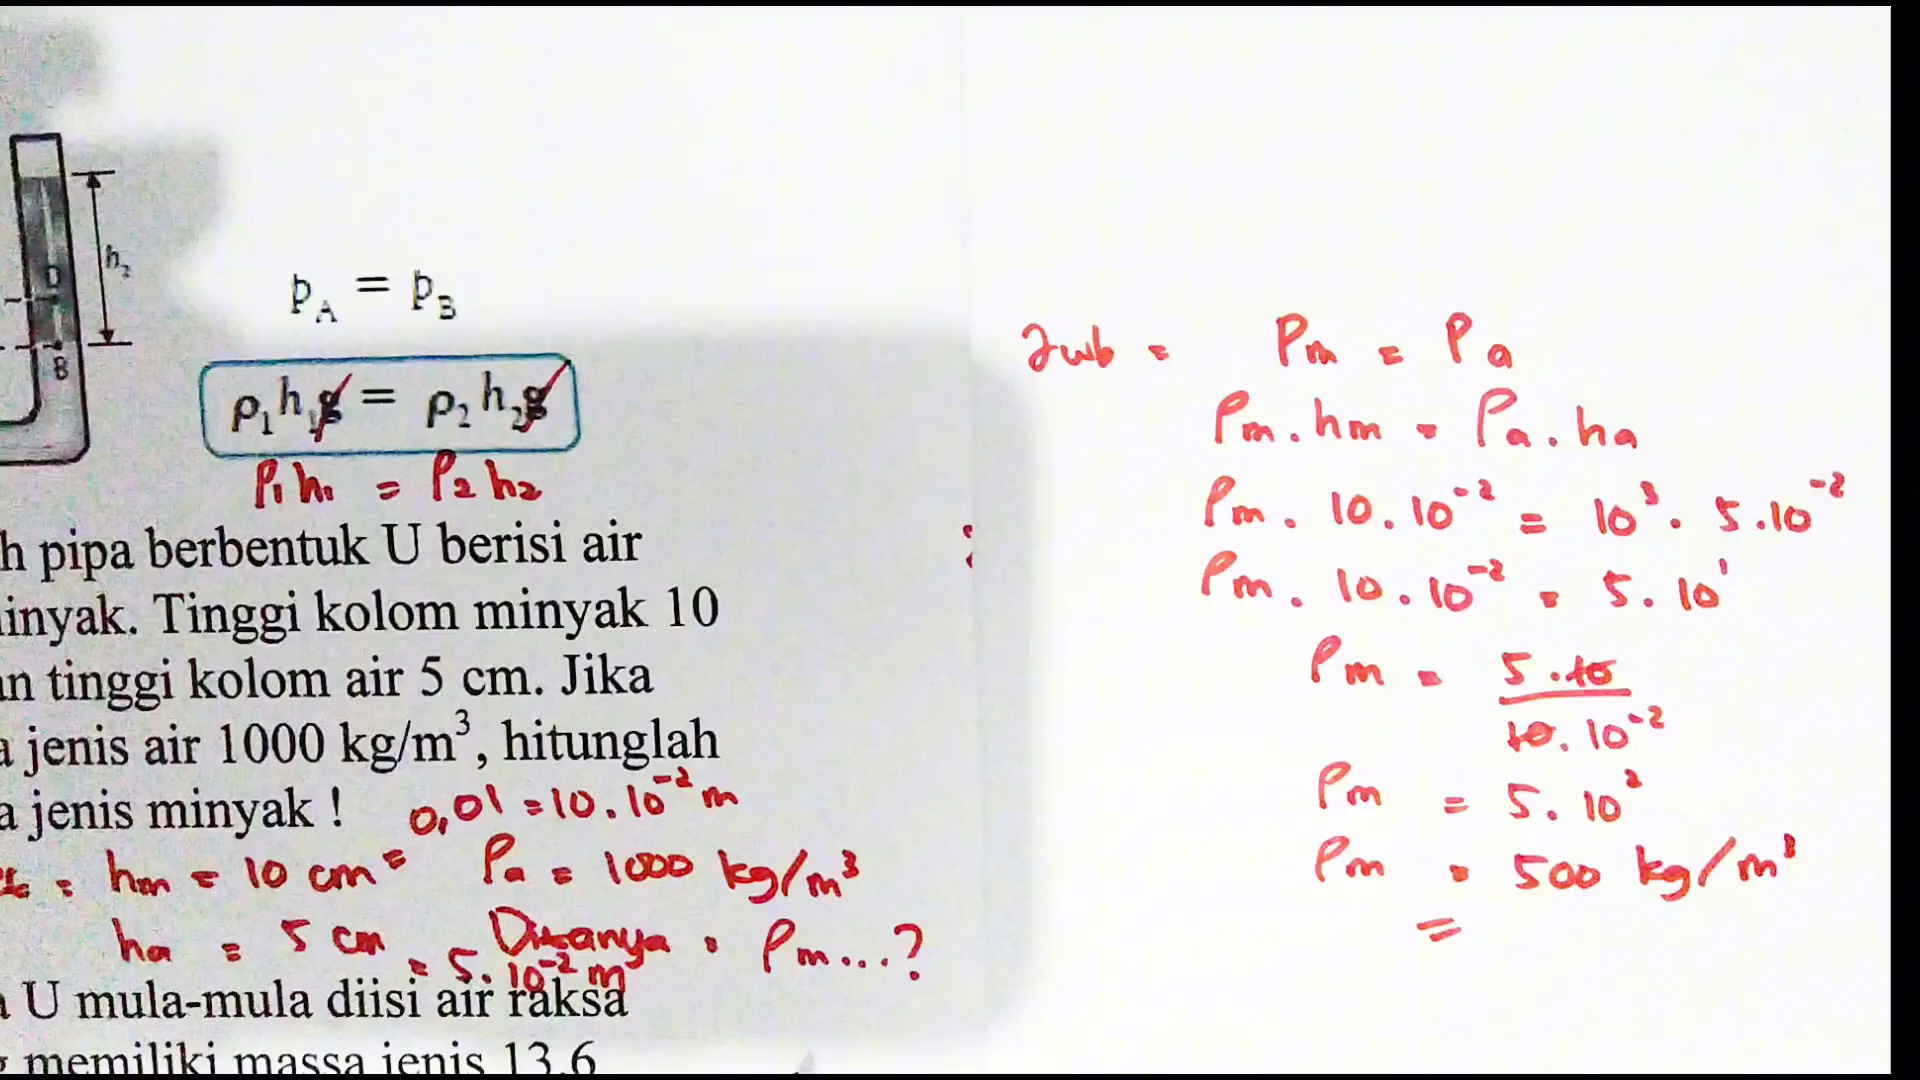 h₂
D
B
p_A = p_B
ρ₁h₁g = ρ₂h₂g
ρ₁h₁ = ρ₂h₂
h pipa berbentuk U berisi air
inyak. Tinggi kolom minyak 10
an tinggi kolom air 5 cm. Jika
a jenis air 1000 kg/m³, hitunglah
a jenis minyak !
0,01 = 10.10⁻² m
= hm = 10 cm = ρa = 1000 kg/m³
ha = 5 cm = 5.10⁻² m
Ditanya : ρm...?
U mula-mula diisi air raksa
memiliki massa jenis 13,6
Jwb =
Pm = Pa
ρm . hm = ρa . ha
ρm . 10 . 10⁻² = 10³ . 5.10⁻²
ρm . 10 . 10⁻² = 5 . 10¹
ρm = 5 . 10
10 . 10⁻²
ρm = 5 . 10²
ρm = 500 kg/m³
=